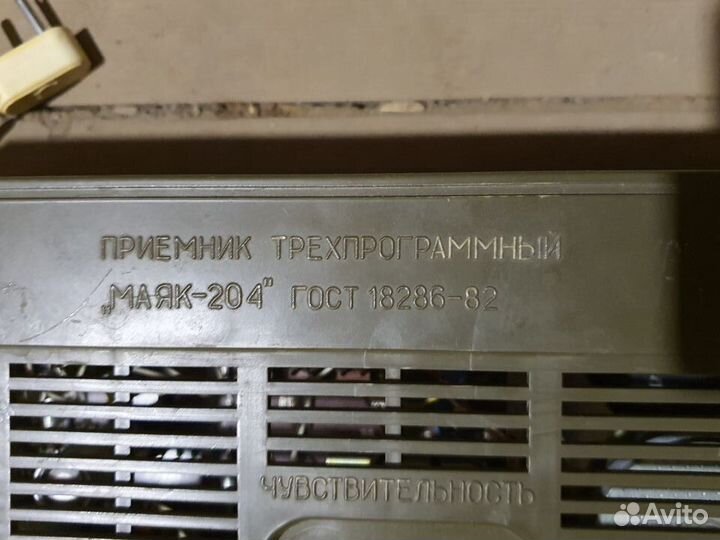 ПРИЕМНИК ТРЕХПРОГРАММНЫЙ
„МАЯК-204" ГОСТ 18286-82
ЧУВСТВИТЕЛЬНОСТЬ
Avito